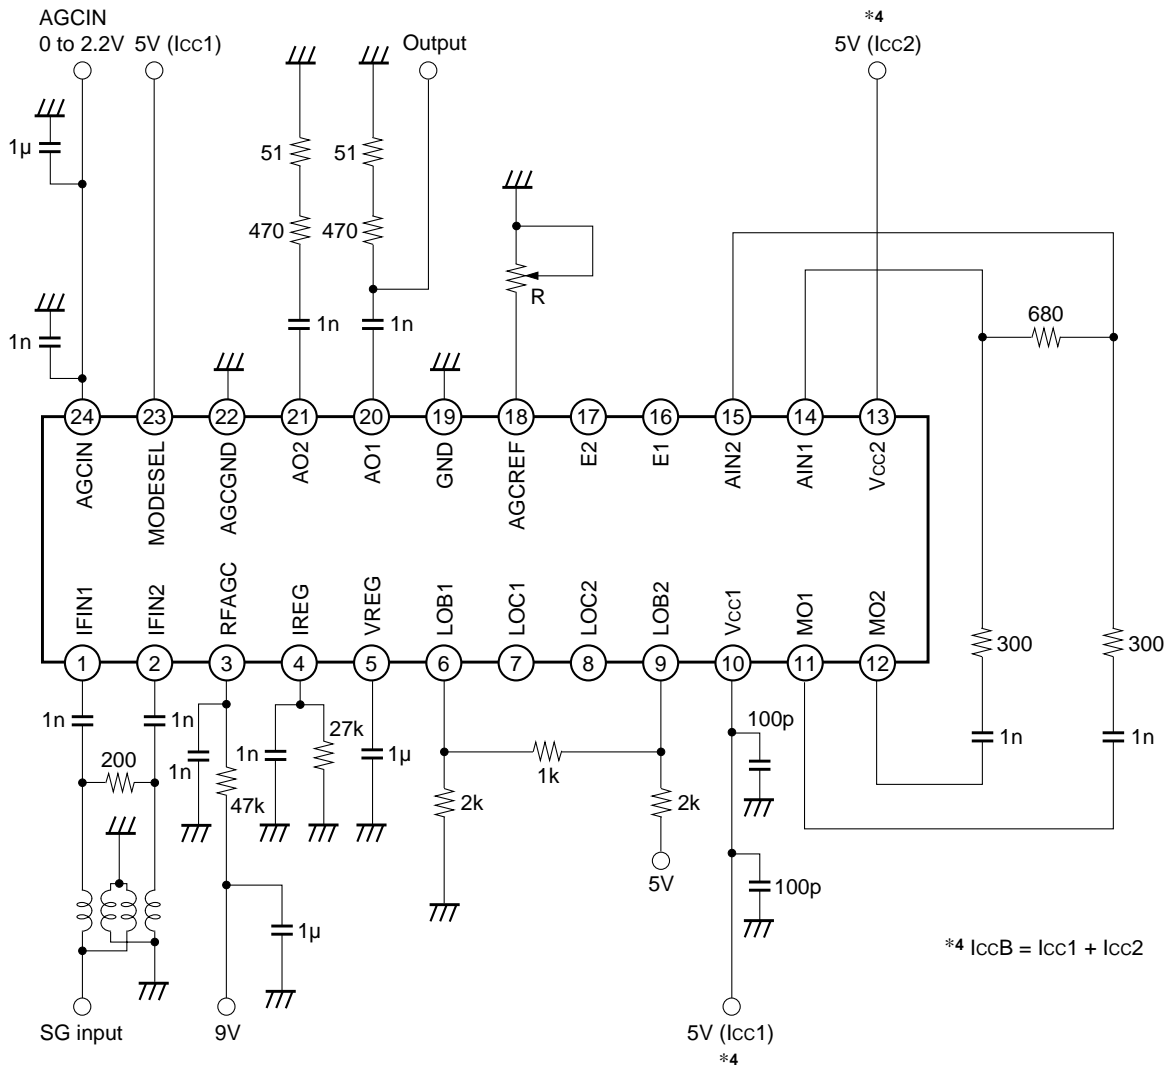 AGCIN
0 to 2.2V 5V (Icc1)
Output
*4
5V (Icc2)
1µ
51
51
470
470
R
680
1n
1n
1n
24
23
22
21
20
19
18
17
16
15
14
13
AGCIN
MODESEL
AGCGND
AO2
AO1
GND
AGCREF
E2
E1
AIN2
AIN1
Vcc2
IFIN1
IFIN2
RFAGC
IREG
VREG
LOB1
LOC1
LOC2
LOB2
Vcc1
MO1
MO2
1
2
3
4
5
6
7
8
9
10
11
12
300
300
1n
1n
1n
1n
27k
1µ
100p
1n
1n
200
47k
2k
1k
2k
5V
100p
1µ
*4 IccB = Icc1 + Icc2
SG input
9V
5V (Icc1)
*4